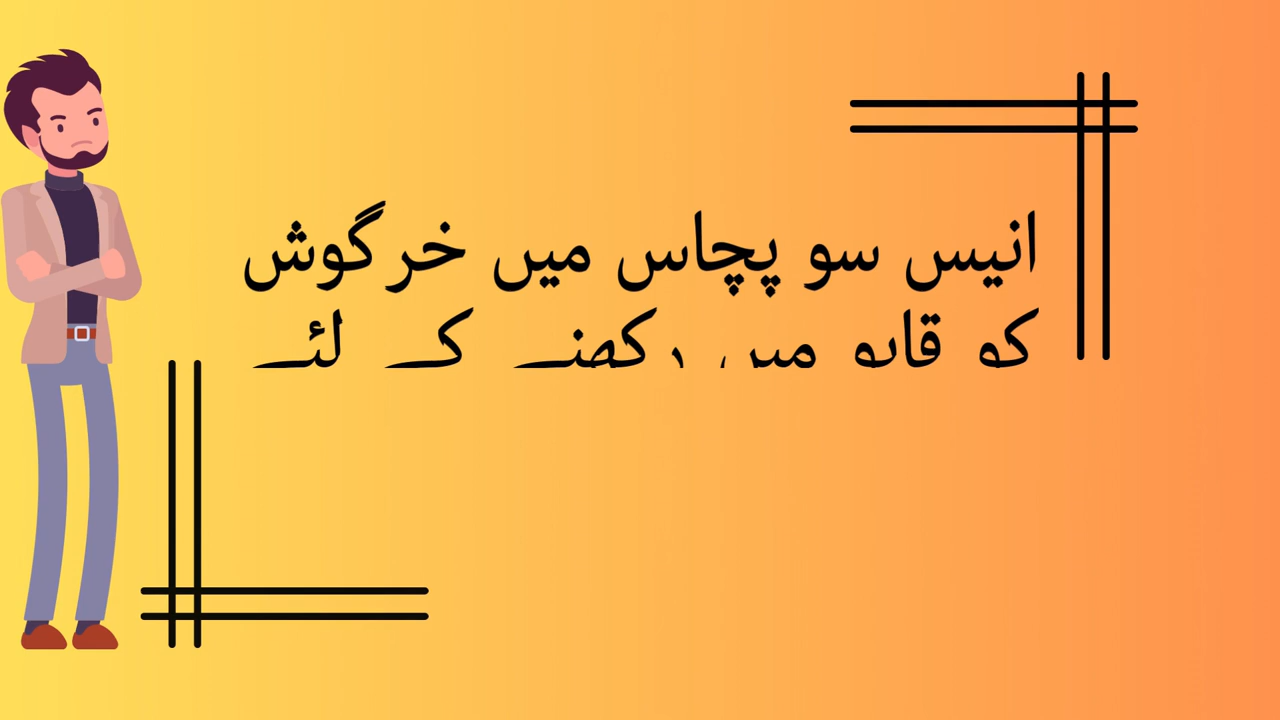 انیس سو پچاس میں خرگوش
کو قابو میں رکھنے کے لئے